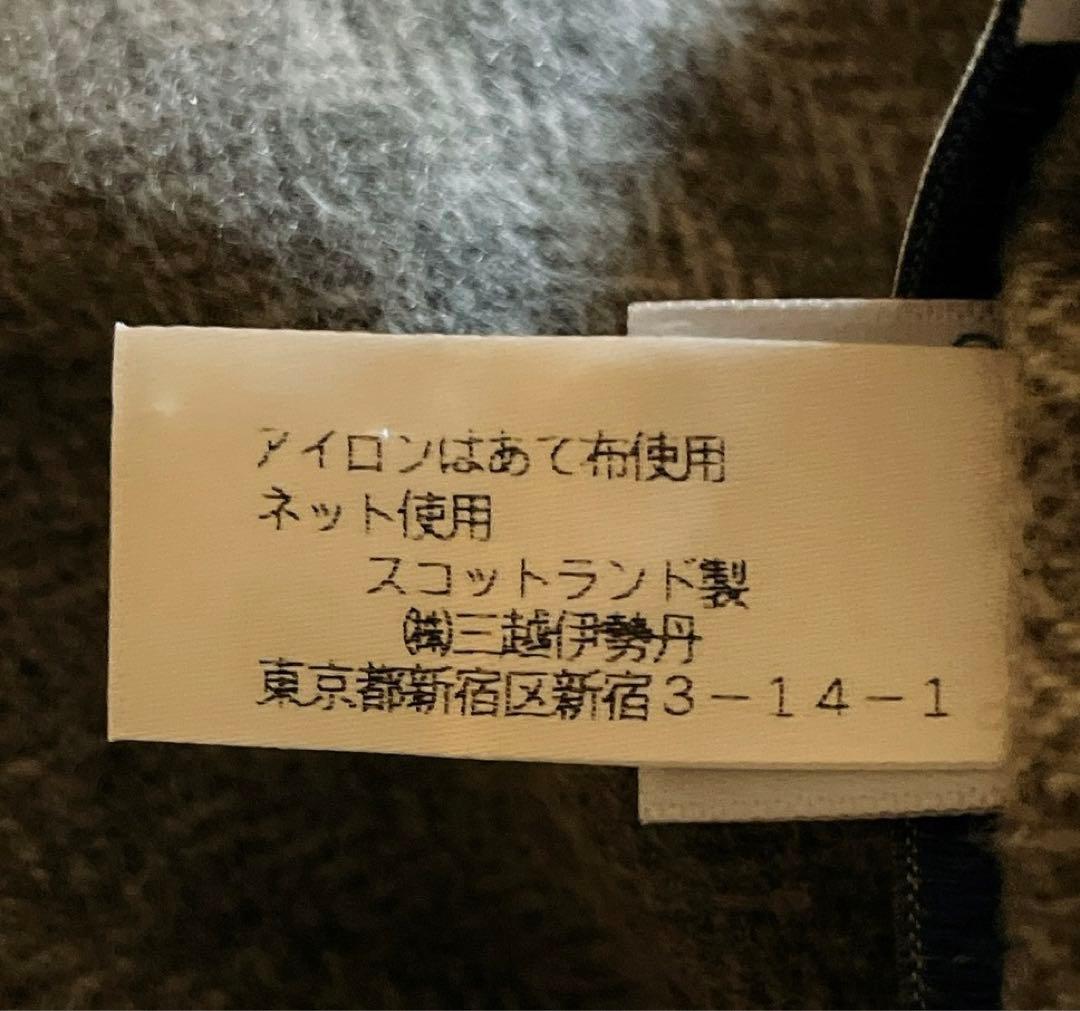 アイロンはあて布使用
ネット使用
スコットランド製
㈱三越伊勢丹
東京都新宿区新宿3-14-1